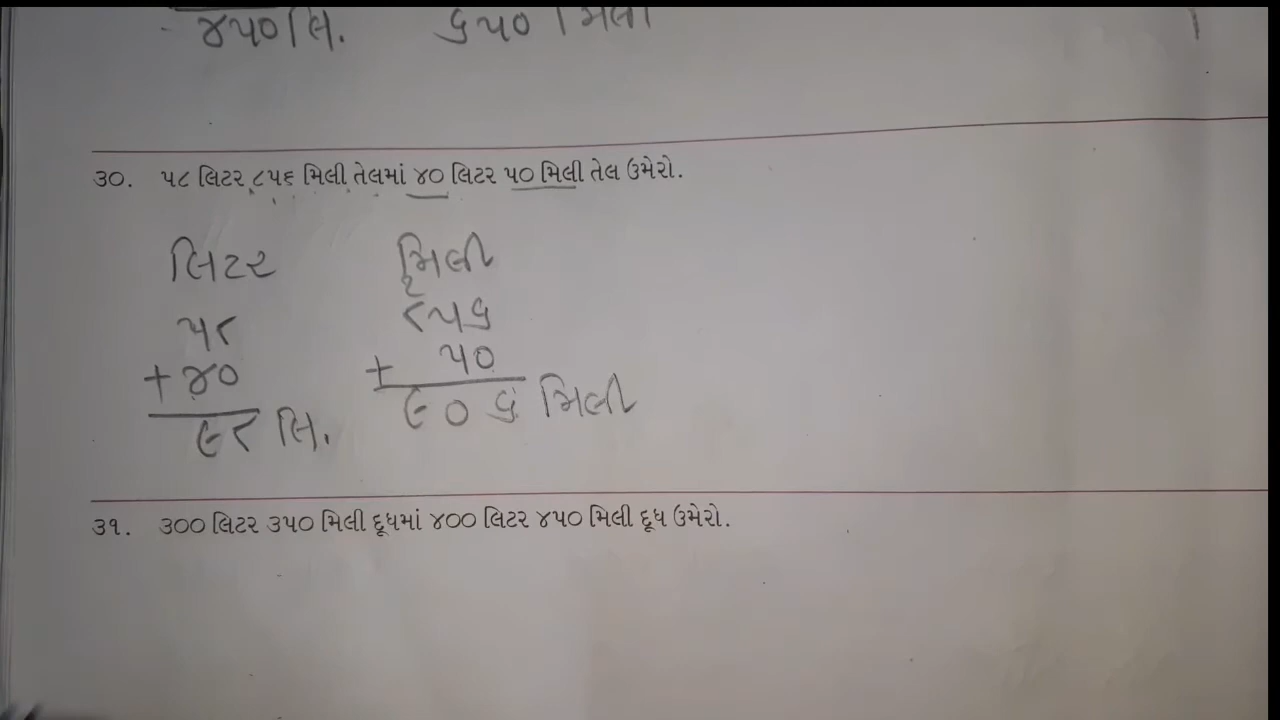 ૪૫૦ લિ. ૬૫૦ મિલી
૩૦. ૫૮ લિટર ૮૫૬ મિલી તેલમાં ૪૦ લિટર ૫૦ મિલી તેલ ઉમેરો.
લિટર મિલી
૫૮ ૮૫૬
+ ૪૦ + ૫૦
૯૮ લિ. ૯૦૬ મિલી
૩૧. ૩૦૦ લિટર ૩૫૦ મિલી દૂધમાં ૪૦૦ લિટર ૪૫૦ મિલી દૂધ ઉમેરો.